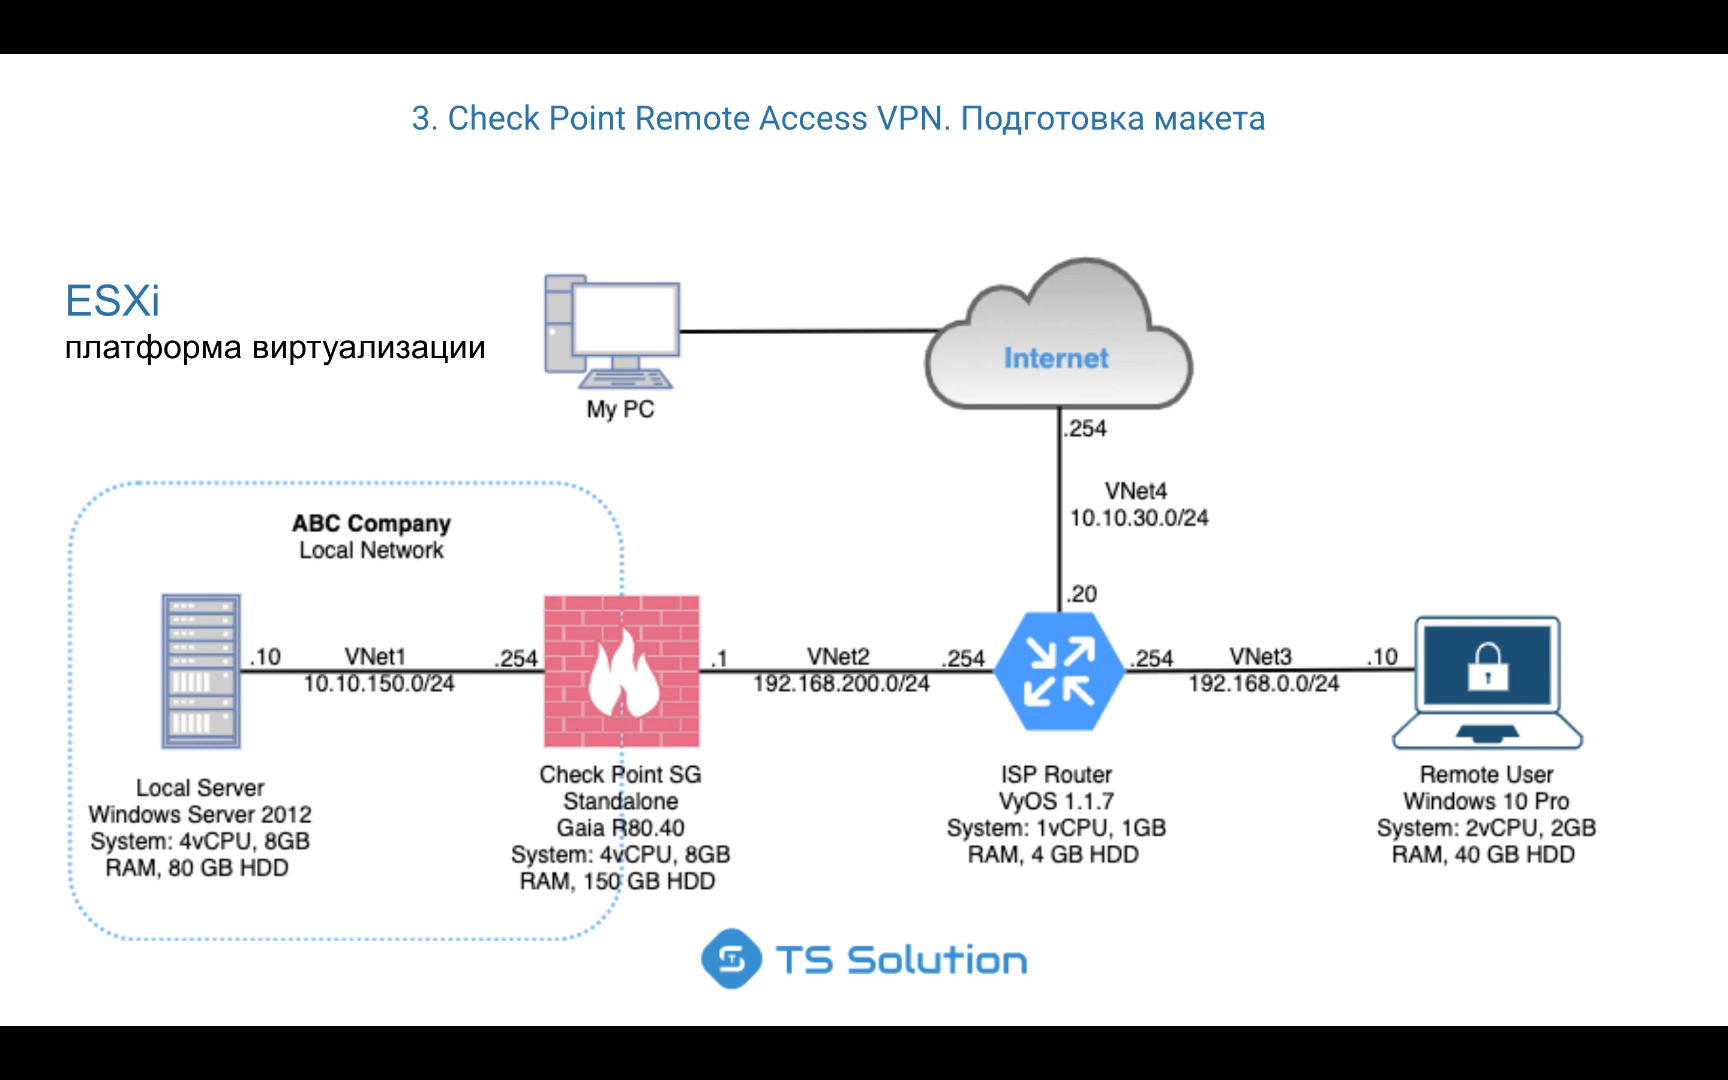 3. Check Point Remote Access VPN. Подготовка макета
ESXi
платформа виртуализации
My PC
Internet
.254
VNet4
10.10.30.0/24
.20
ABC Company
Local Network
.10
VNet1
10.10.150.0/24
.254
.1
VNet2
192.168.200.0/24
.254
.254
VNet3
192.168.0.0/24
.10
Local Server
Windows Server 2012
System: 4vCPU, 8GB
RAM, 80 GB HDD
Check Point SG
Standalone
Gaia R80.40
System: 4vCPU, 8GB
RAM, 150 GB HDD
ISP Router
VyOS 1.1.7
System: 1vCPU, 1GB
RAM, 4 GB HDD
Remote User
Windows 10 Pro
System: 2vCPU, 2GB
RAM, 40 GB HDD
TS Solution